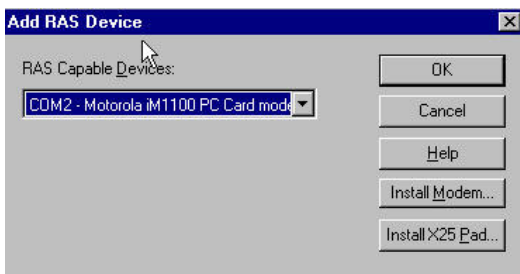 Add RAS Device
RAS Capable Devices:
COM2 - Motorola iM1100 PC Card mode
OK
Cancel
Help
Install Modem...
Install X25 Pad...